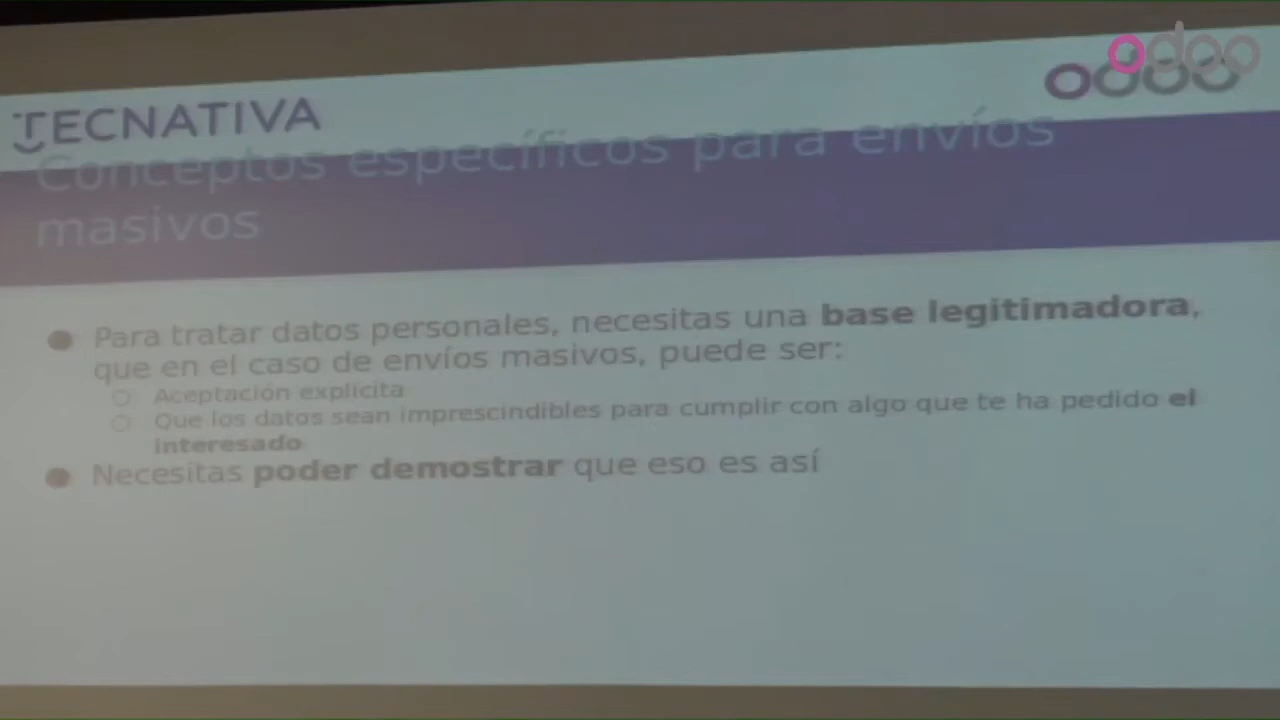 TECNATIVA
odoo
odoo
Conceptos específicos para envíos
masivos
Para tratar datos personales, necesitas una base legitimadora,
que en el caso de envíos masivos, puede ser:
Aceptación explícita
Que los datos sean imprescindibles para cumplir con algo que te ha pedido el
interesado
Necesitas poder demostrar que eso es así